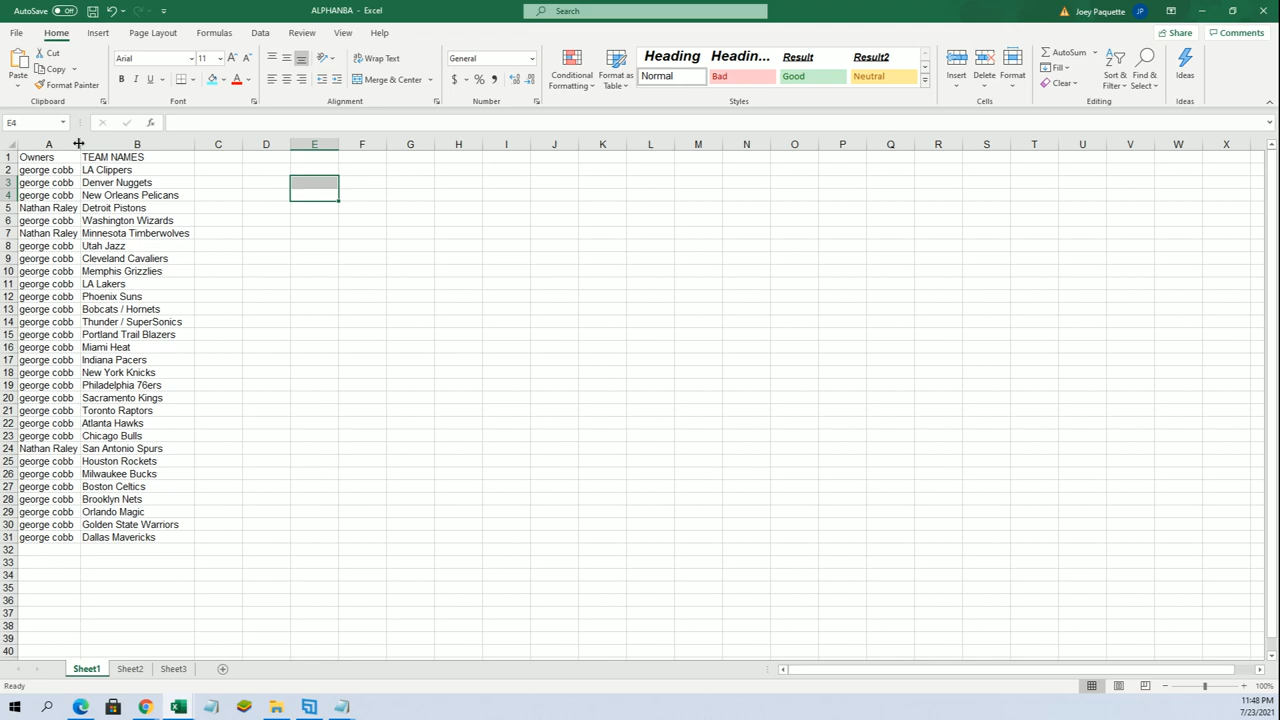 AutoSave Off
ALPHANBA - Excel
Search
Joey Paquette JP
File Home Insert Page Layout Formulas Data Review View Help
Share Comments
Paste
Cut
Copy
Format Painter
Clipboard
Arial 11
B I U
Font
Wrap Text
Merge & Center
Alignment
General
$ % ,
Number
Conditional Formatting
Format as Table
Heading Headin... Result Result2
Normal Bad Good Neutral
Styles
Insert Delete Format
Cells
AutoSum
Fill
Clear
Sort & Filter
Find & Select
Editing
Ideas
Ideas
E4 fx
A B C D E F G H I J K L M N O P Q R S T U V W X
1 Owners TEAM NAMES
2 george cobb LA Clippers
3 george cobb Denver Nuggets
4 george cobb New Orleans Pelicans
5 Nathan Raley Detroit Pistons
6 george cobb Washington Wizards
7 Nathan Raley Minnesota Timberwolves
8 george cobb Utah Jazz
9 george cobb Cleveland Cavaliers
10 george cobb Memphis Grizzlies
11 george cobb LA Lakers
12 george cobb Phoenix Suns
13 george cobb Bobcats / Hornets
14 george cobb Thunder / SuperSonics
15 george cobb Portland Trail Blazers
16 george cobb Miami Heat
17 george cobb Indiana Pacers
18 george cobb New York Knicks
19 george cobb Philadelphia 76ers
20 george cobb Sacramento Kings
21 george cobb Toronto Raptors
22 george cobb Atlanta Hawks
23 george cobb Chicago Bulls
24 Nathan Raley San Antonio Spurs
25 george cobb Houston Rockets
26 george cobb Milwaukee Bucks
27 george cobb Boston Celtics
28 george cobb Brooklyn Nets
29 george cobb Orlando Magic
30 george cobb Golden State Warriors
31 george cobb Dallas Mavericks
32
33
34
35
36
37
38
39
40
Sheet1 Sheet2 Sheet3
Ready
100%
11:48 PM
7/23/2021